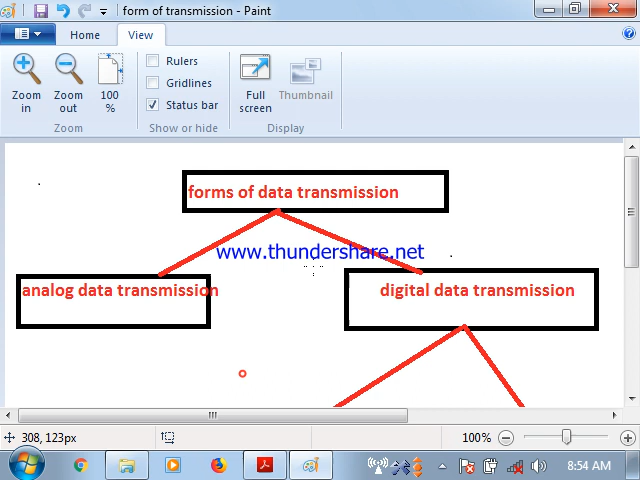 form of transmission - Paint
Home
View
Zoom in
Zoom out
100 %
Rulers
Gridlines
Status bar
Full screen
Thumbnail
Zoom
Show or hide
Display
forms of data transmission
www.thundershare.net
analog data transmission
digital data transmission
308, 123px
100%
8:54 AM